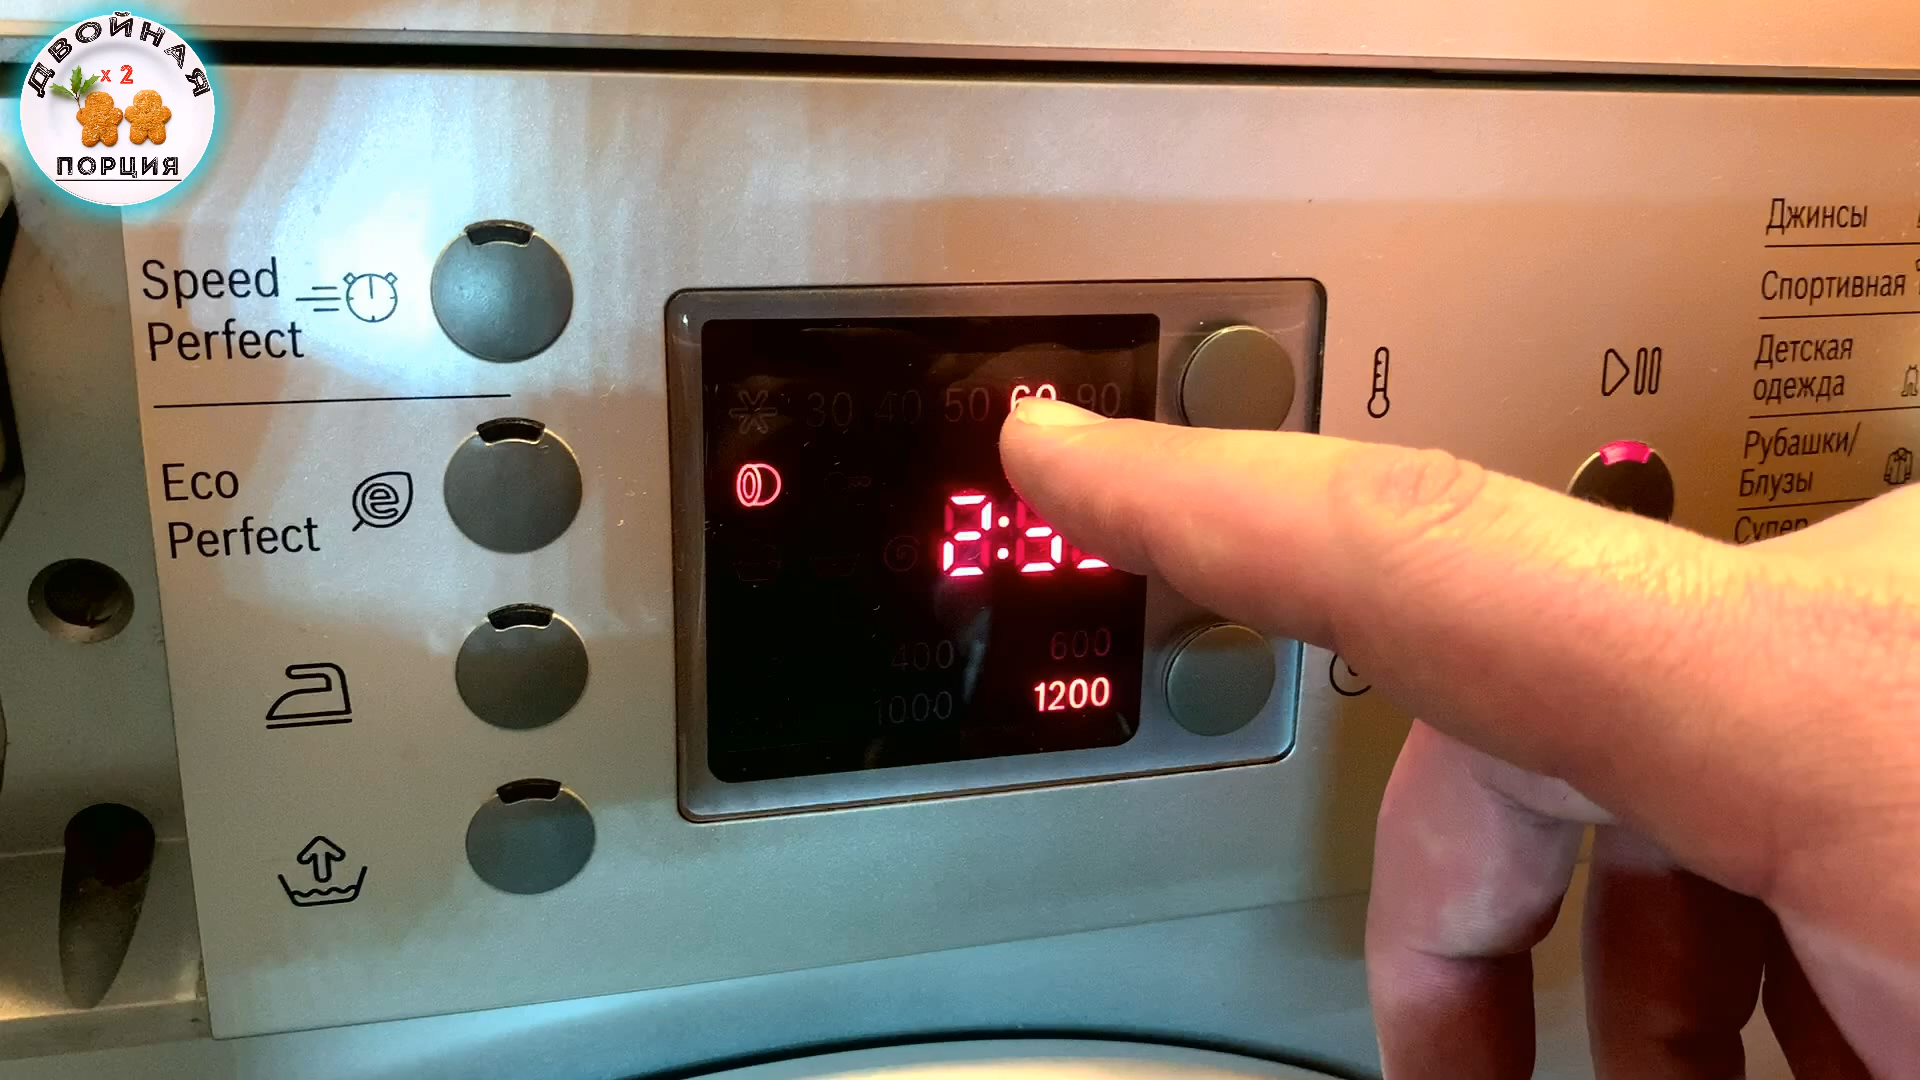 ДВОЙНАЯ
x 2
ПОРЦИЯ
Speed
Perfect
Eco
Perfect
30 40 50 60 90
400 600
1000 1200
Джинсы
Спортивная
Детская
одежда
Рубашки/
Блузы
Супер